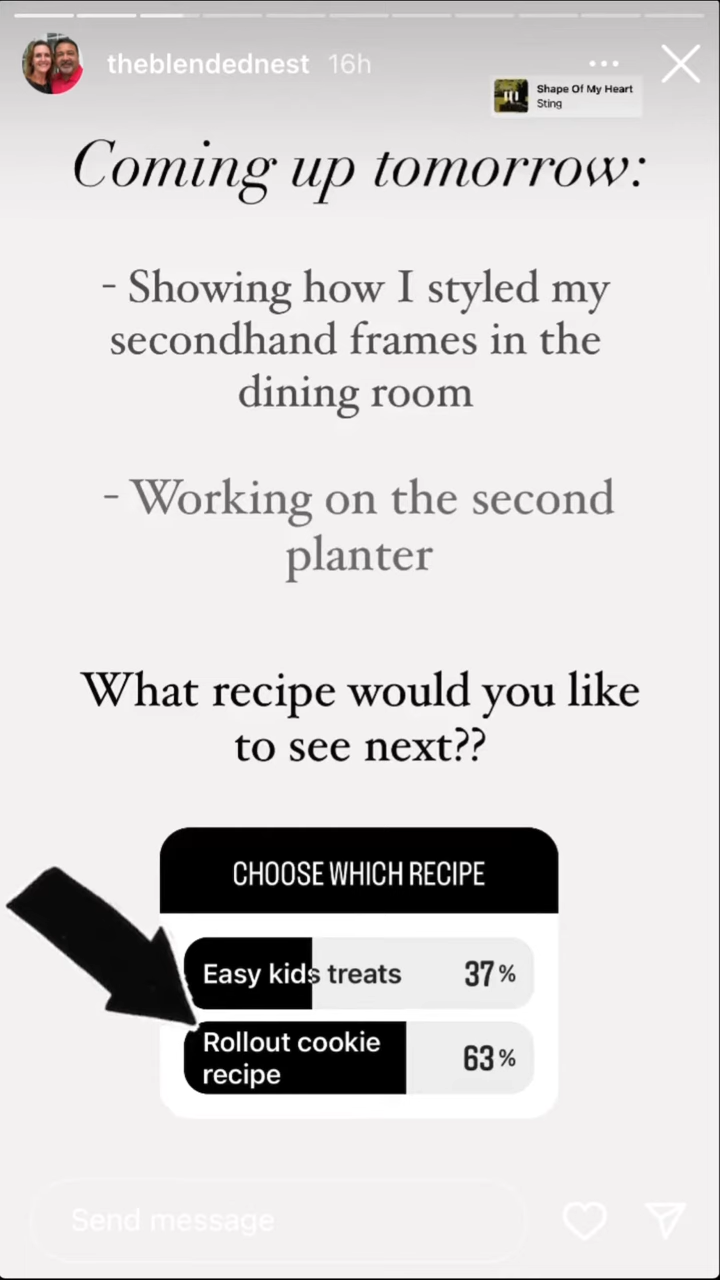 theblendednest 16h
Shape Of My Heart
Sting
Coming up tomorrow:
- Showing how I styled my
secondhand frames in the
dining room
- Working on the second
planter
What recipe would you like
to see next??
CHOOSE WHICH RECIPE
Easy kids treats 37%
Rollout cookie
recipe
63%
Send message